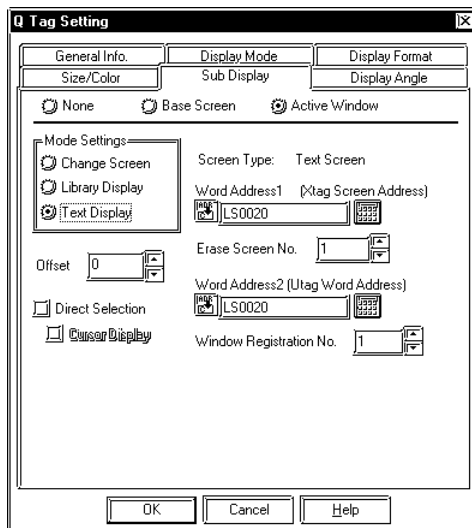 Q Tag Setting
General Info. Display Mode Display Format
Size/Color Sub Display Display Angle
None Base Screen Active Window
Mode Settings
Change Screen
Library Display
Text Display
Screen Type: Text Screen
Word Address1 (Xtag Screen Address)
LS0020
Erase Screen No. 1
Offset 0
Word Address2 (Utag Word Address)
LS0020
Direct Selection
Cursor Display
Window Registration No. 1
OK Cancel Help